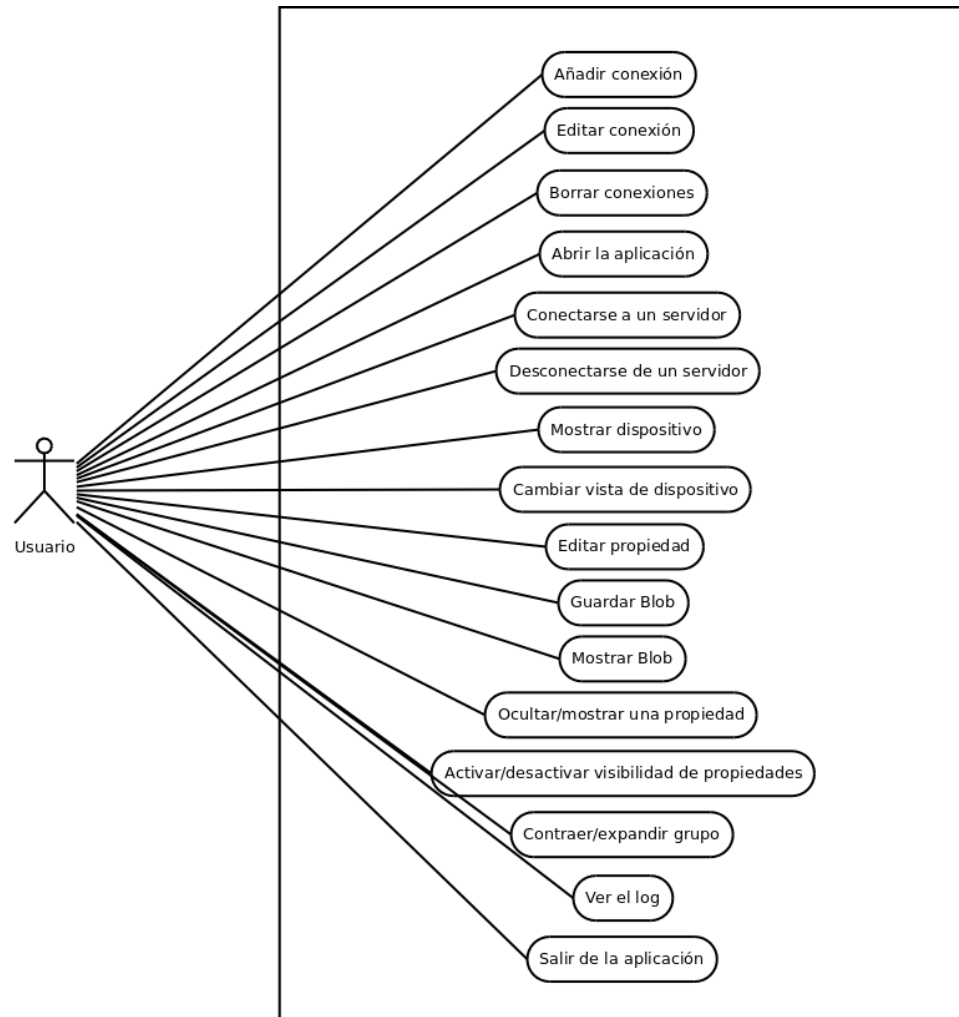 Añadir conexión
Editar conexión
Borrar conexiones
Abrir la aplicación
Conectarse a un servidor
Desconectarse de un servidor
Mostrar dispositivo
Cambiar vista de dispositivo
Usuario
Editar propiedad
Guardar Blob
Mostrar Blob
Ocultar/mostrar una propiedad
Activar/desactivar visibilidad de propiedades
Contraer/expandir grupo
Ver el log
Salir de la aplicación